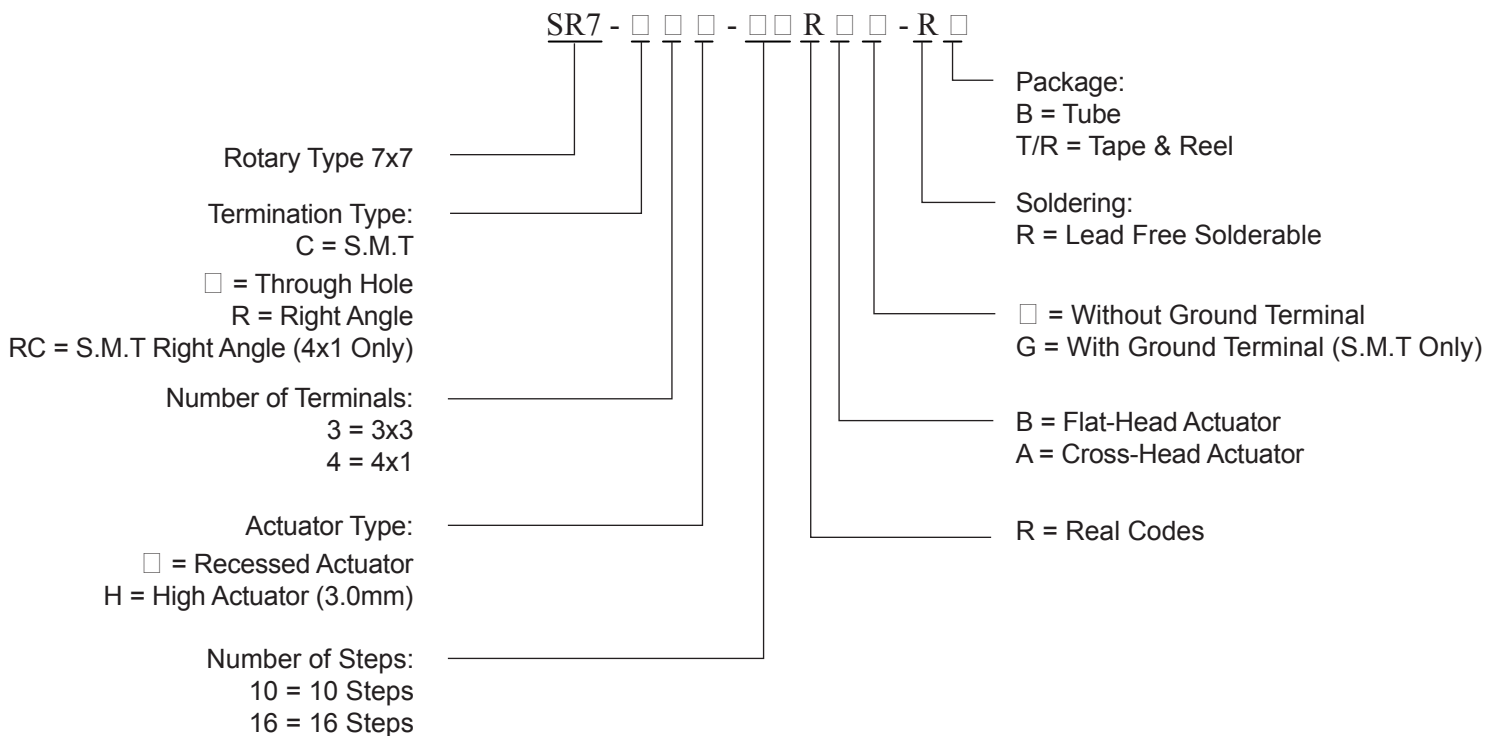 SR7 - □ □ □ - □□ R □ □ - R □
Rotary Type 7x7
Termination Type:
C = S.M.T
□ = Through Hole
R = Right Angle
RC = S.M.T Right Angle (4x1 Only)
Number of Terminals:
3 = 3x3
4 = 4x1
Actuator Type:
□ = Recessed Actuator
H = High Actuator (3.0mm)
Number of Steps:
10 = 10 Steps
16 = 16 Steps
Package:
B = Tube
T/R = Tape & Reel
Soldering:
R = Lead Free Solderable
□ = Without Ground Terminal
G = With Ground Terminal (S.M.T Only)
B = Flat-Head Actuator
A = Cross-Head Actuator
R = Real Codes